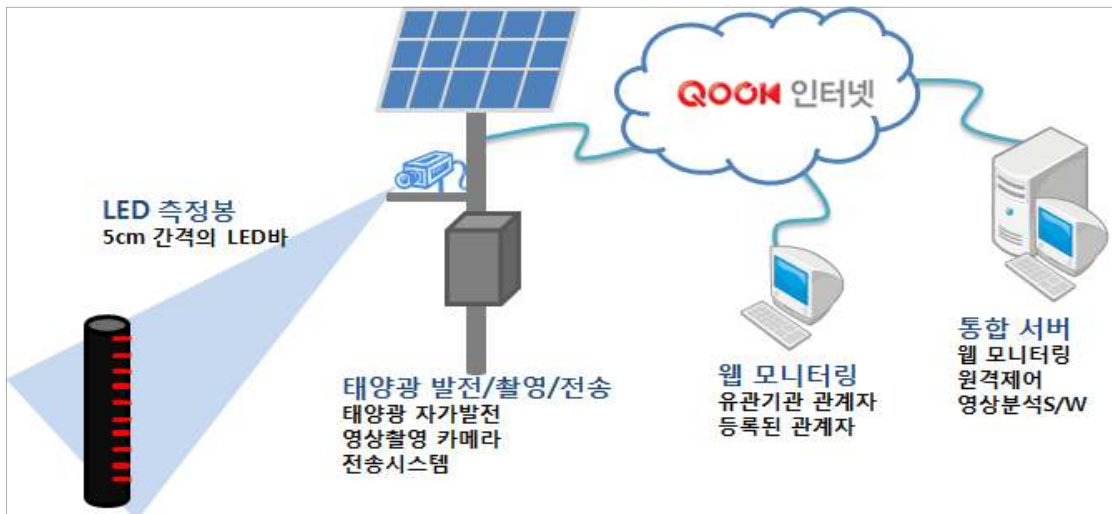 QOOK 인터넷
LED 측정봉
5cm 간격의 LED바
태양광 발전/촬영/전송
태양광 자가발전
영상촬영 카메라
전송시스템
웹 모니터링
유관기관 관계자
등록된 관계자
통합 서버
웹 모니터링
원격제어
영상분석S/W